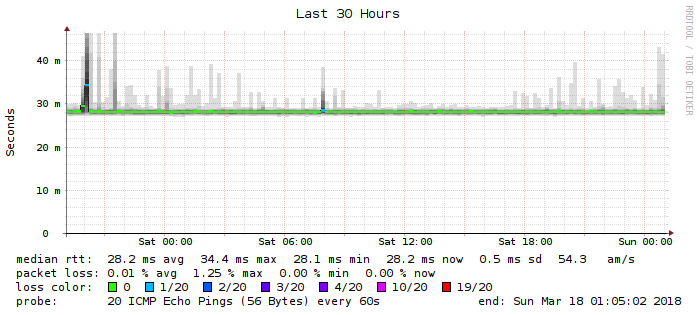 Last 30 Hours
RRDTOOL / TOBI OETIKER
Seconds
40 m
30 m
20 m
10 m
0
Sat 00:00 Sat 06:00 Sat 12:00 Sat 18:00 Sun 00:00
median rtt: 28.2 ms avg 34.4 ms max 28.1 ms min 28.2 ms now 0.5 ms sd 54.3 am/s
packet loss: 0.01 % avg 1.25 % max 0.00 % min 0.00 % now
loss color: 0 1/20 2/20 3/20 4/20 10/20 19/20
probe: 20 ICMP Echo Pings (56 Bytes) every 60s end: Sun Mar 18 01:05:02 2018